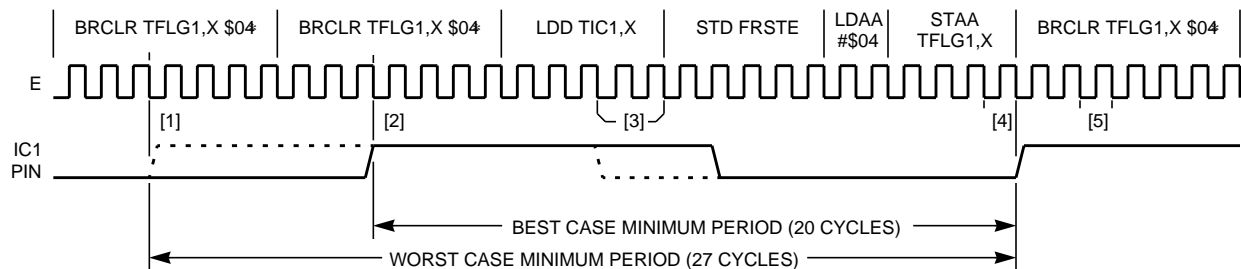 BRCLR TFLG1,X $04 BRCLR TFLG1,X $04 LDD TIC1,X STD FRSTE LDAA #$04 STAA TFLG1,X BRCLR TFLG1,X $04
E
[1] [2] [3] [4] [5]
IC1 PIN
BEST CASE MINIMUM PERIOD (20 CYCLES)
WORST CASE MINIMUM PERIOD (27 CYCLES)